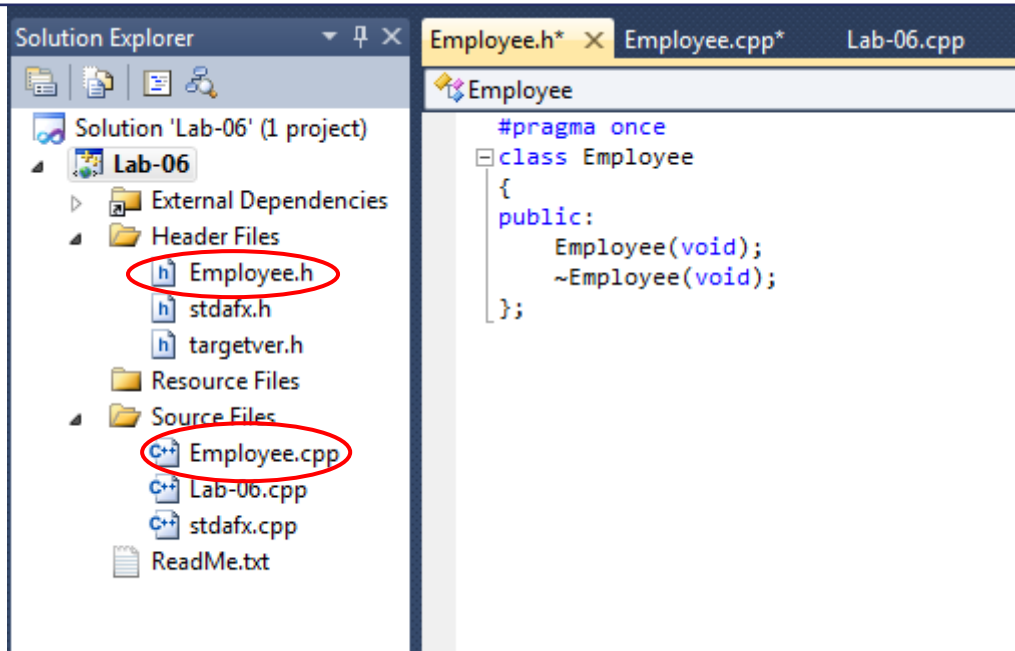 Solution Explorer
Solution 'Lab-06' (1 project)
Lab-06
External Dependencies
Header Files
Employee.h
stdafx.h
targetver.h
Resource Files
Source Files
Employee.cpp
Lab-06.cpp
stdafx.cpp
ReadMe.txt
Employee.h* Employee.cpp* Lab-06.cpp
Employee
#pragma once
class Employee
{
public:
    Employee(void);
    ~Employee(void);
};